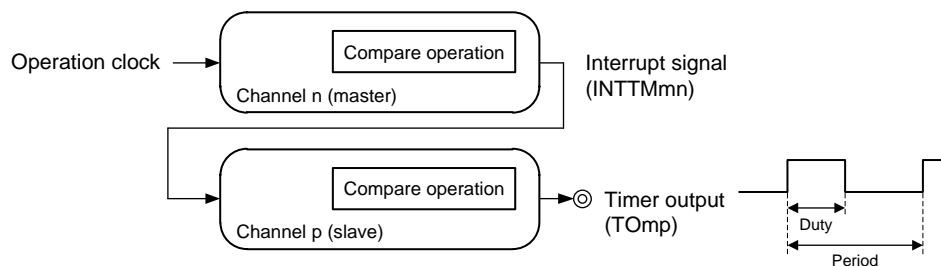 Compare operation
Operation clock
Interrupt signal
(INTTMmn)
Channel n (master)
Compare operation
Timer output
(TOmp)
Channel p (slave)
Duty
Period